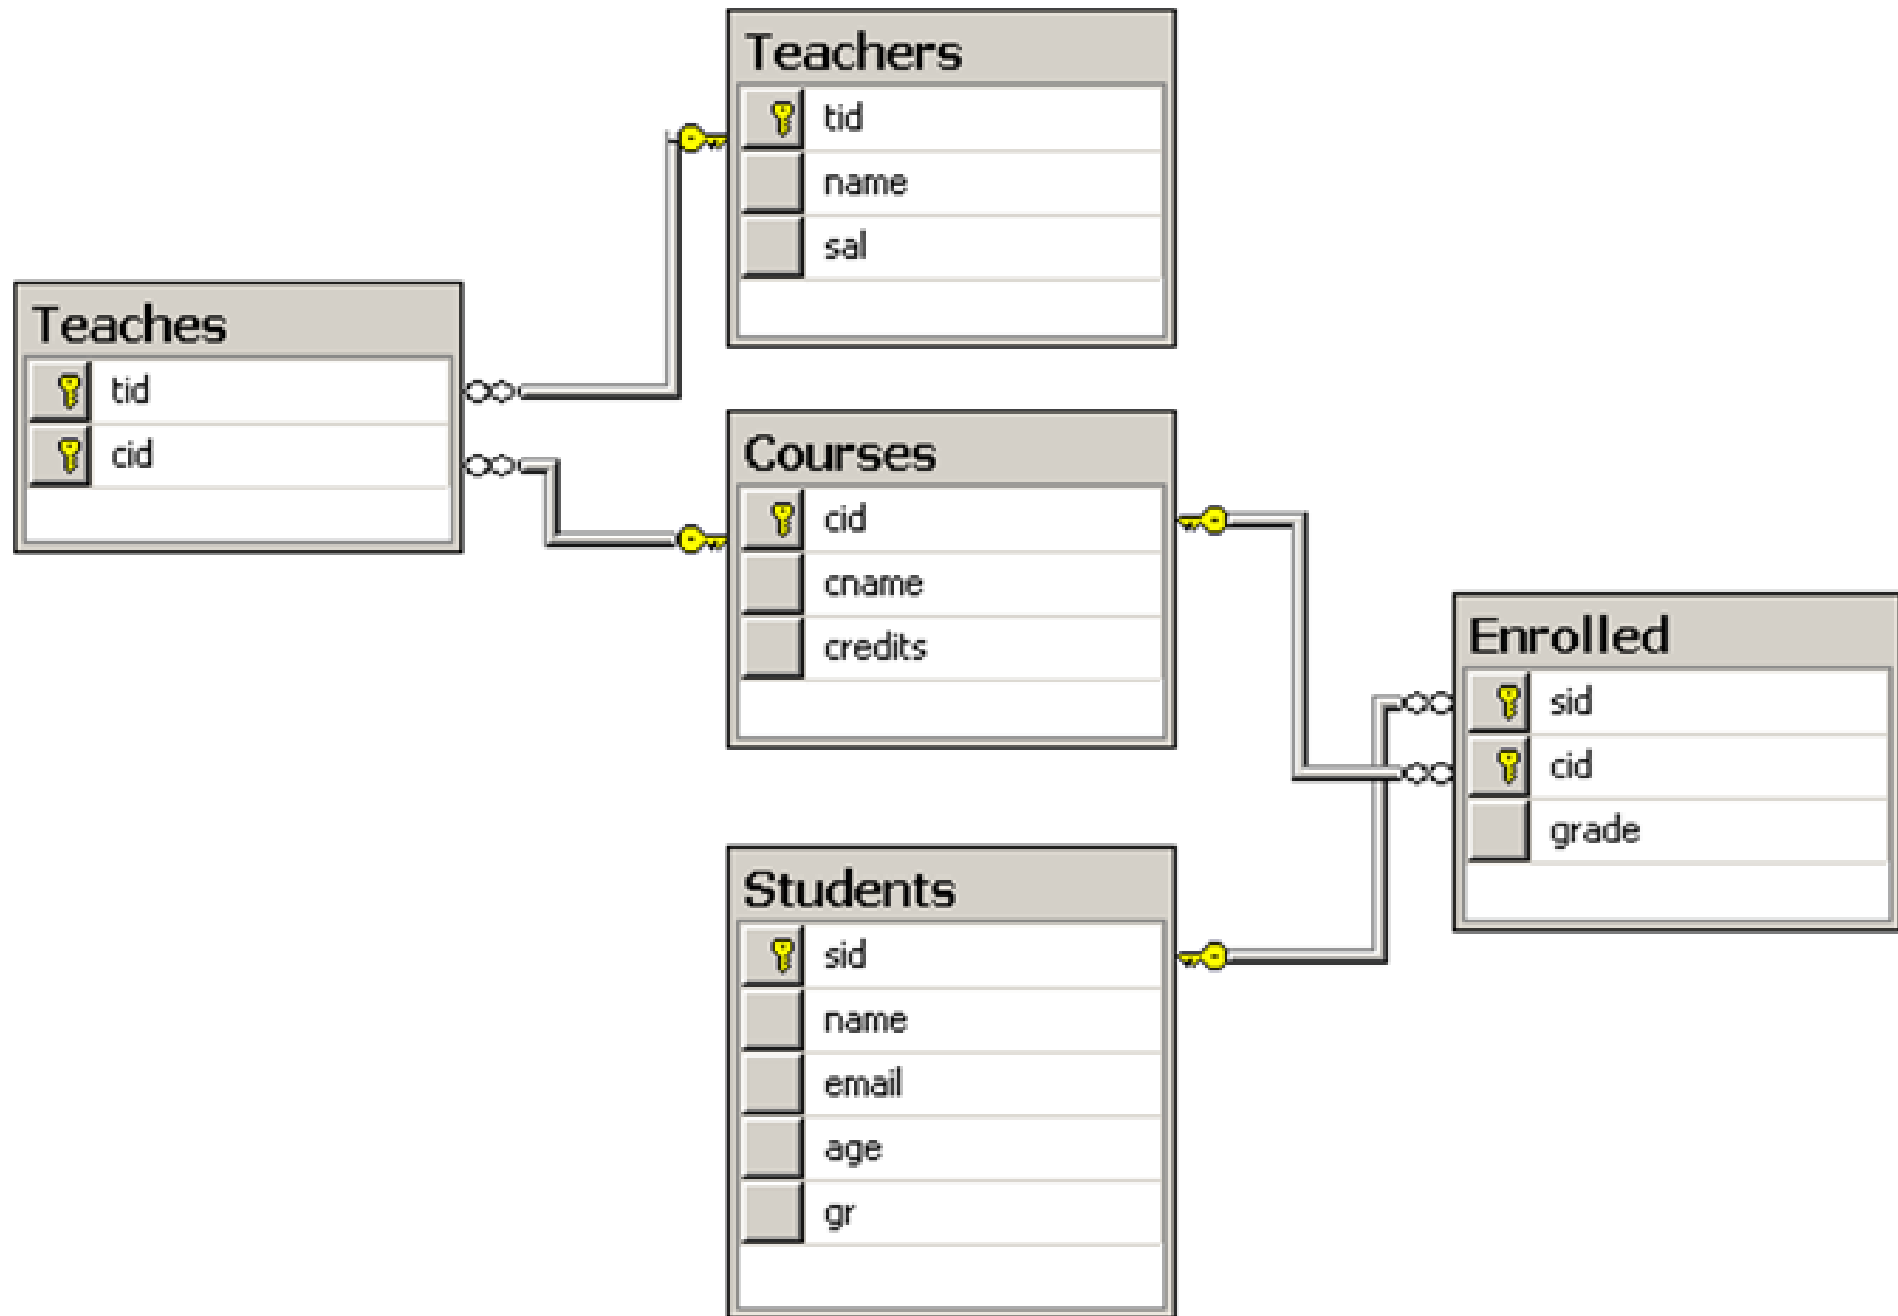 Teachers
tid
name
sal
Teaches
tid
cid
Courses
cid
cname
credits
Enrolled
sid
cid
grade
Students
sid
name
email
age
gr